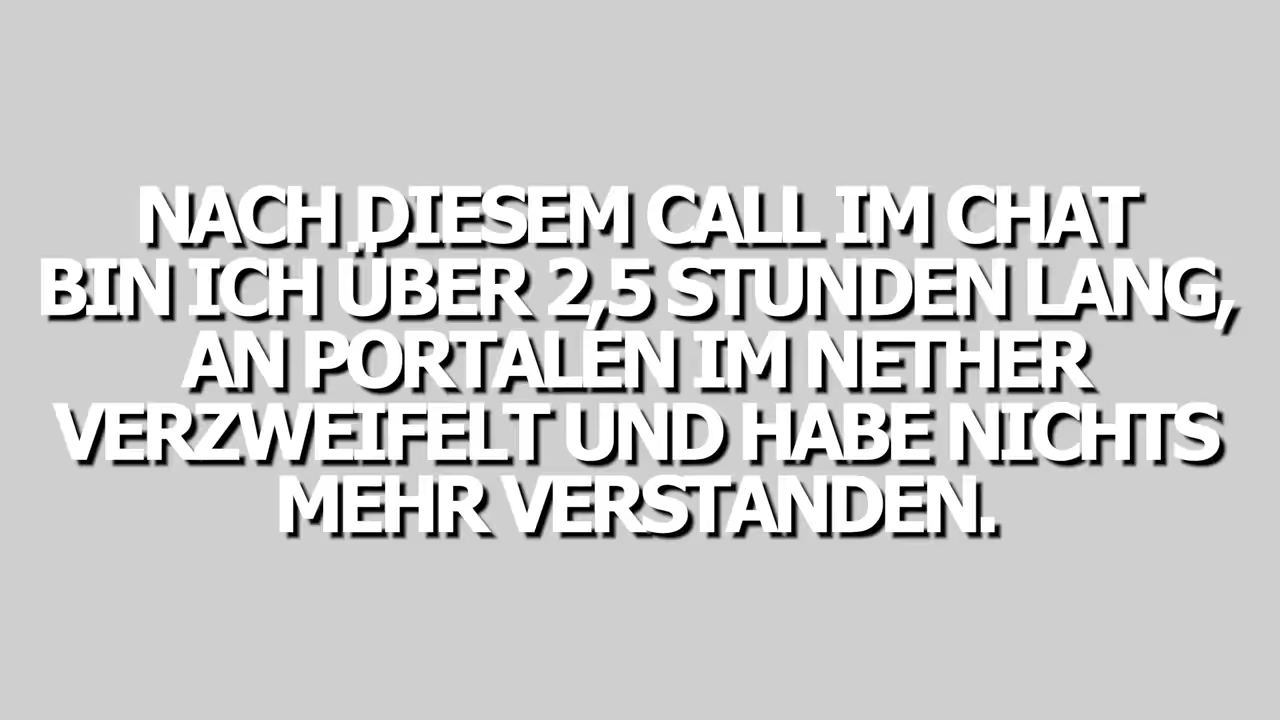 NACH DIESEM CALL IM CHAT
BIN ICH ÜBER 2,5 STUNDEN LANG,
AN PORTALEN IM NETHER
VERZWEIFELT UND HABE NICHTS
MEHR VERSTANDEN.